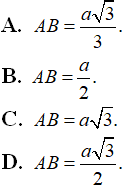 A. AB = a√3/3.
B. AB = a/2.
C. AB = a√3.
D. AB = a√3/2.